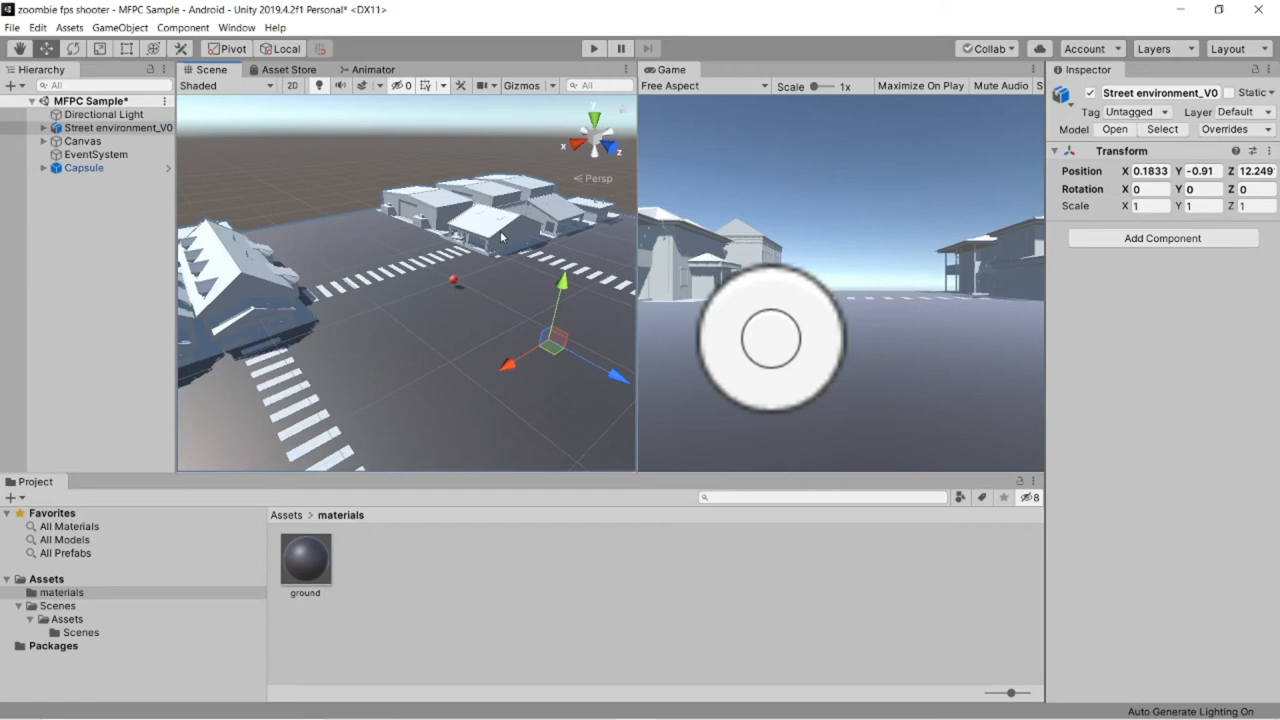 zoombie fps shooter - MFPC Sample - Android - Unity 2019.4.2f1 Personal* <DX11>
File Edit Assets GameObject Component Window Help
Pivot Local Collab Account Layers Layout
Hierarchy Scene Asset Store Animator Game Inspector
All Shaded 2D 0 Gizmos All Free Aspect Scale 1x Maximize On Play Mute Audio S Street environment_V0 Static
MFPC Sample*
Directional Light
Street environment_V0
Canvas
EventSystem
Capsule
y
x
z
Persp
Tag Untagged Layer Default
Model Open Select Overrides
Transform
Position X 0.1833 Y -0.91 Z 12.249
Rotation X 0 Y 0 Z 0
Scale X 1 Y 1 Z 1
Add Component
Project
8
Favorites
All Materials
All Models
All Prefabs
Assets
materials
Scenes
Assets
Scenes
Packages
Assets > materials
ground
Auto Generate Lighting On